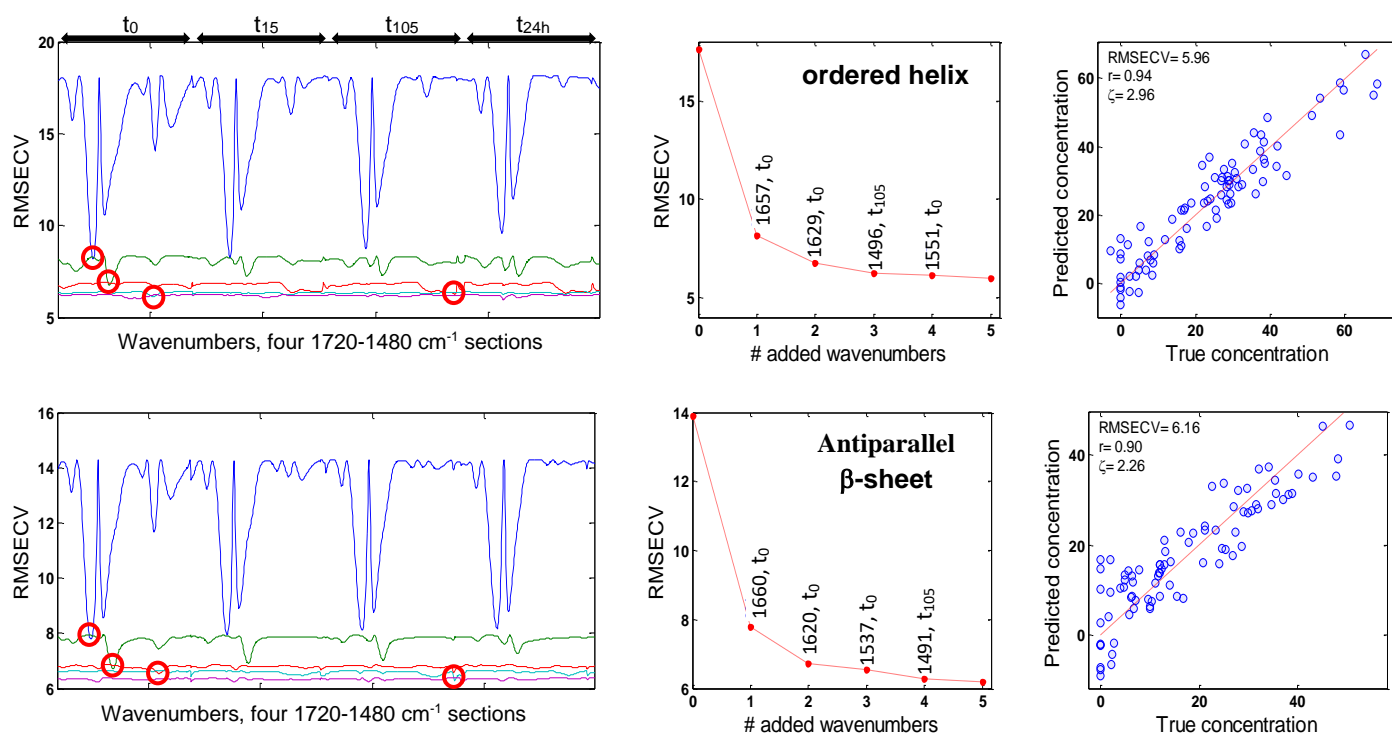 t0 t15 t105 t24h
20
15
10
5
RMSECV
Wavenumbers, four 1720-1480 cm-1 sections
ordered helix
15
10
5
RMSECV
1657, t0
1629, t0
1496, t105
1551, t0
0 1 2 3 4 5
# added wavenumbers
RMSECV= 5.96
r= 0.94
ζ= 2.96
60
40
20
0
Predicted concentration
0 20 40 60
True concentration
16
14
12
10
8
6
RMSECV
Wavenumbers, four 1720-1480 cm-1 sections
Antiparallel
β-sheet
14
12
10
8
6
RMSECV
1660, t0
1620, t0
1537, t0
1491, t105
0 1 2 3 4 5
# added wavenumbers
RMSECV= 6.16
r= 0.90
ζ= 2.26
40
20
0
Predicted concentration
0 20 40
True concentration